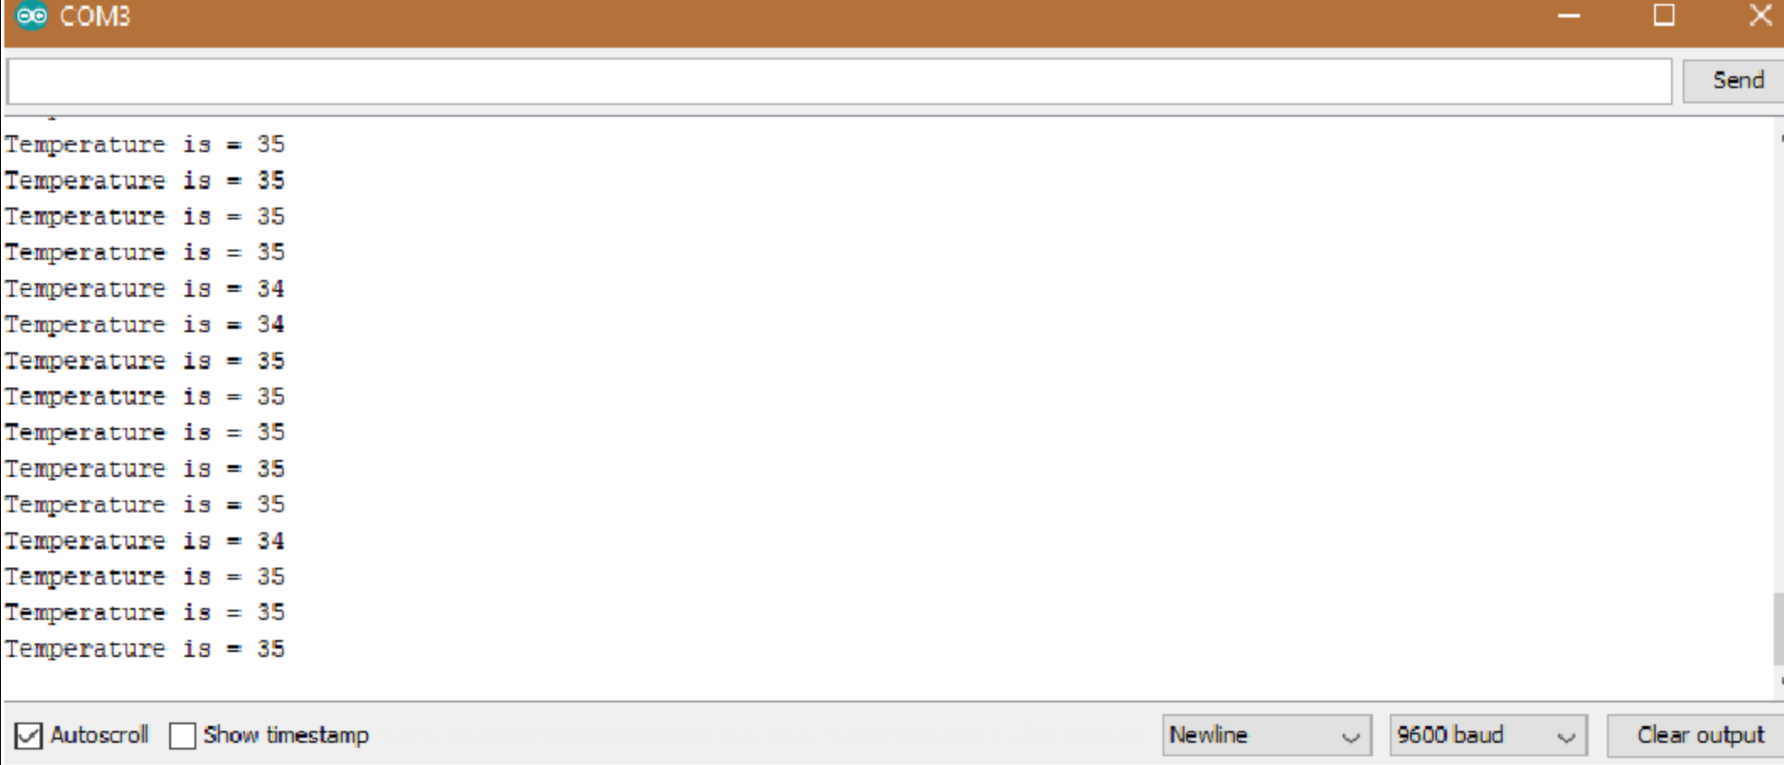 COM3
Send
Temperature is = 35
Temperature is = 35
Temperature is = 35
Temperature is = 35
Temperature is = 34
Temperature is = 34
Temperature is = 35
Temperature is = 35
Temperature is = 35
Temperature is = 35
Temperature is = 35
Temperature is = 34
Temperature is = 35
Temperature is = 35
Temperature is = 35
Autoscroll Show timestamp Newline 9600 baud Clear output